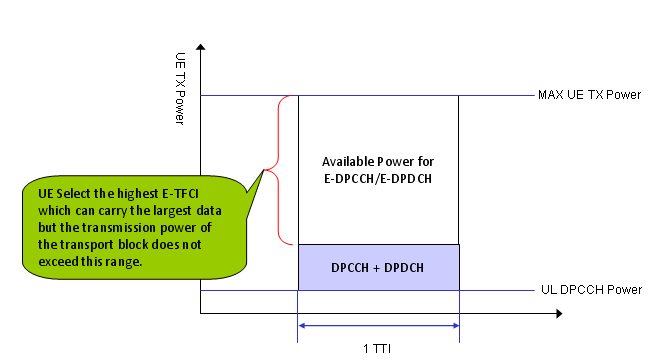 UE TX Power
MAX UE TX Power
Available Power for
E-DPCCH/E-DPDCH
UE Select the highest E-TFCI
which can carry the largest data
but the transmission power of
the transport block does not
exceed this range.
DPCCH + DPDCH
UL DPCCH Power
1 TTI